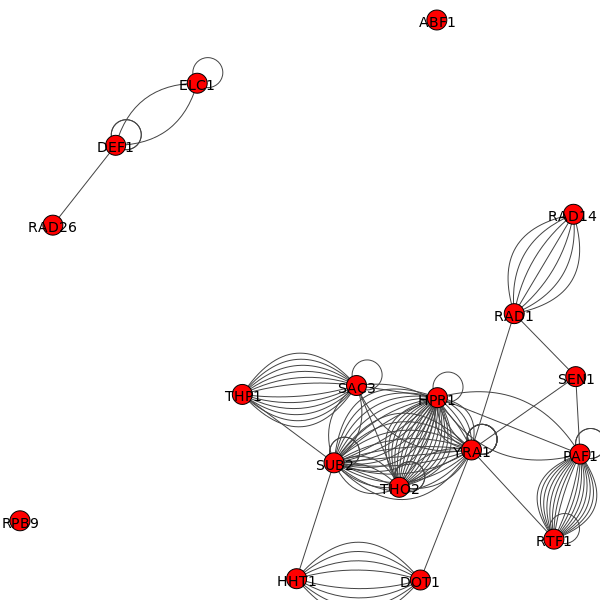 ABF1
ELC1
DEF1
RAD26
RAD14
RAD1
SEN1
SAC3
THP1
HPR1
YRA1
PAF1
SUB2
THO2
RPB9
RTF1
HHT1
DOT1